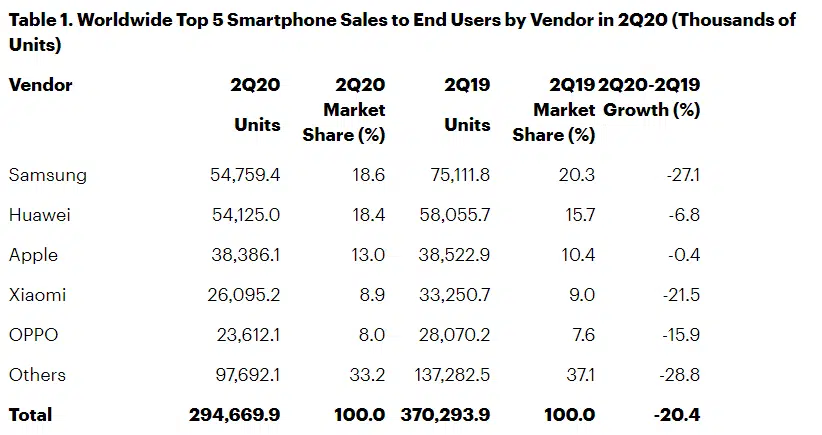 Table 1. Worldwide Top 5 Smartphone Sales to End Users by Vendor in 2Q20 (Thousands of
Units)
Vendor 2Q20 2Q20 2Q19 2Q19 2Q20-2Q19
Market Market Growth (%)
Units Units
Share (%) Share (%)
Samsung 54,759.4 18.6 75,111.8 20.3 -27.1
Huawei 54,125.0 18.4 58,055.7 15.7 -6.8
Apple 38,386.1 13.0 38,522.9 10.4 -0.4
Xiaomi 26,095.2 8.9 33,250.7 9.0 -21.5
OPPO 23,612.1 8.0 28,070.2 7.6 -15.9
Others 97,692.1 33.2 137,282.5 37.1 -28.8
Total 294,669.9 100.0 370,293.9 100.0 -20.4